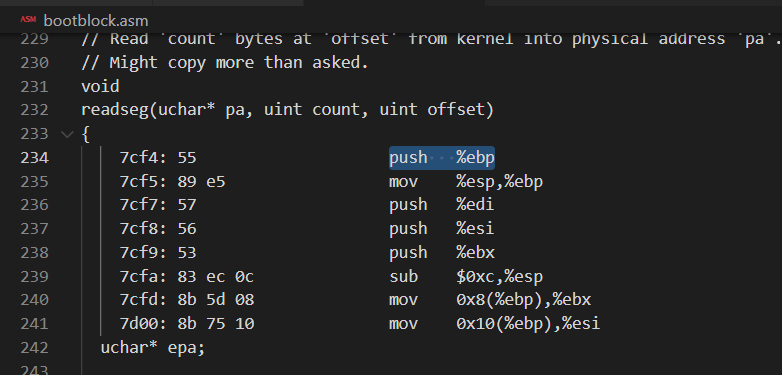 ASM bootblock.asm
229 // Read `count` bytes at `offset` from kernel into physical address `pa`.
230 // Might copy more than asked.
231 void
232 readseg(uchar* pa, uint count, uint offset)
233 {
234 7cf4: 55 push %ebp
235 7cf5: 89 e5 mov %esp,%ebp
236 7cf7: 57 push %edi
237 7cf8: 56 push %esi
238 7cf9: 53 push %ebx
239 7cfa: 83 ec 0c sub $0xc,%esp
240 7cfd: 8b 5d 08 mov 0x8(%ebp),%ebx
241 7d00: 8b 75 10 mov 0x10(%ebp),%esi
242 uchar* epa;
243